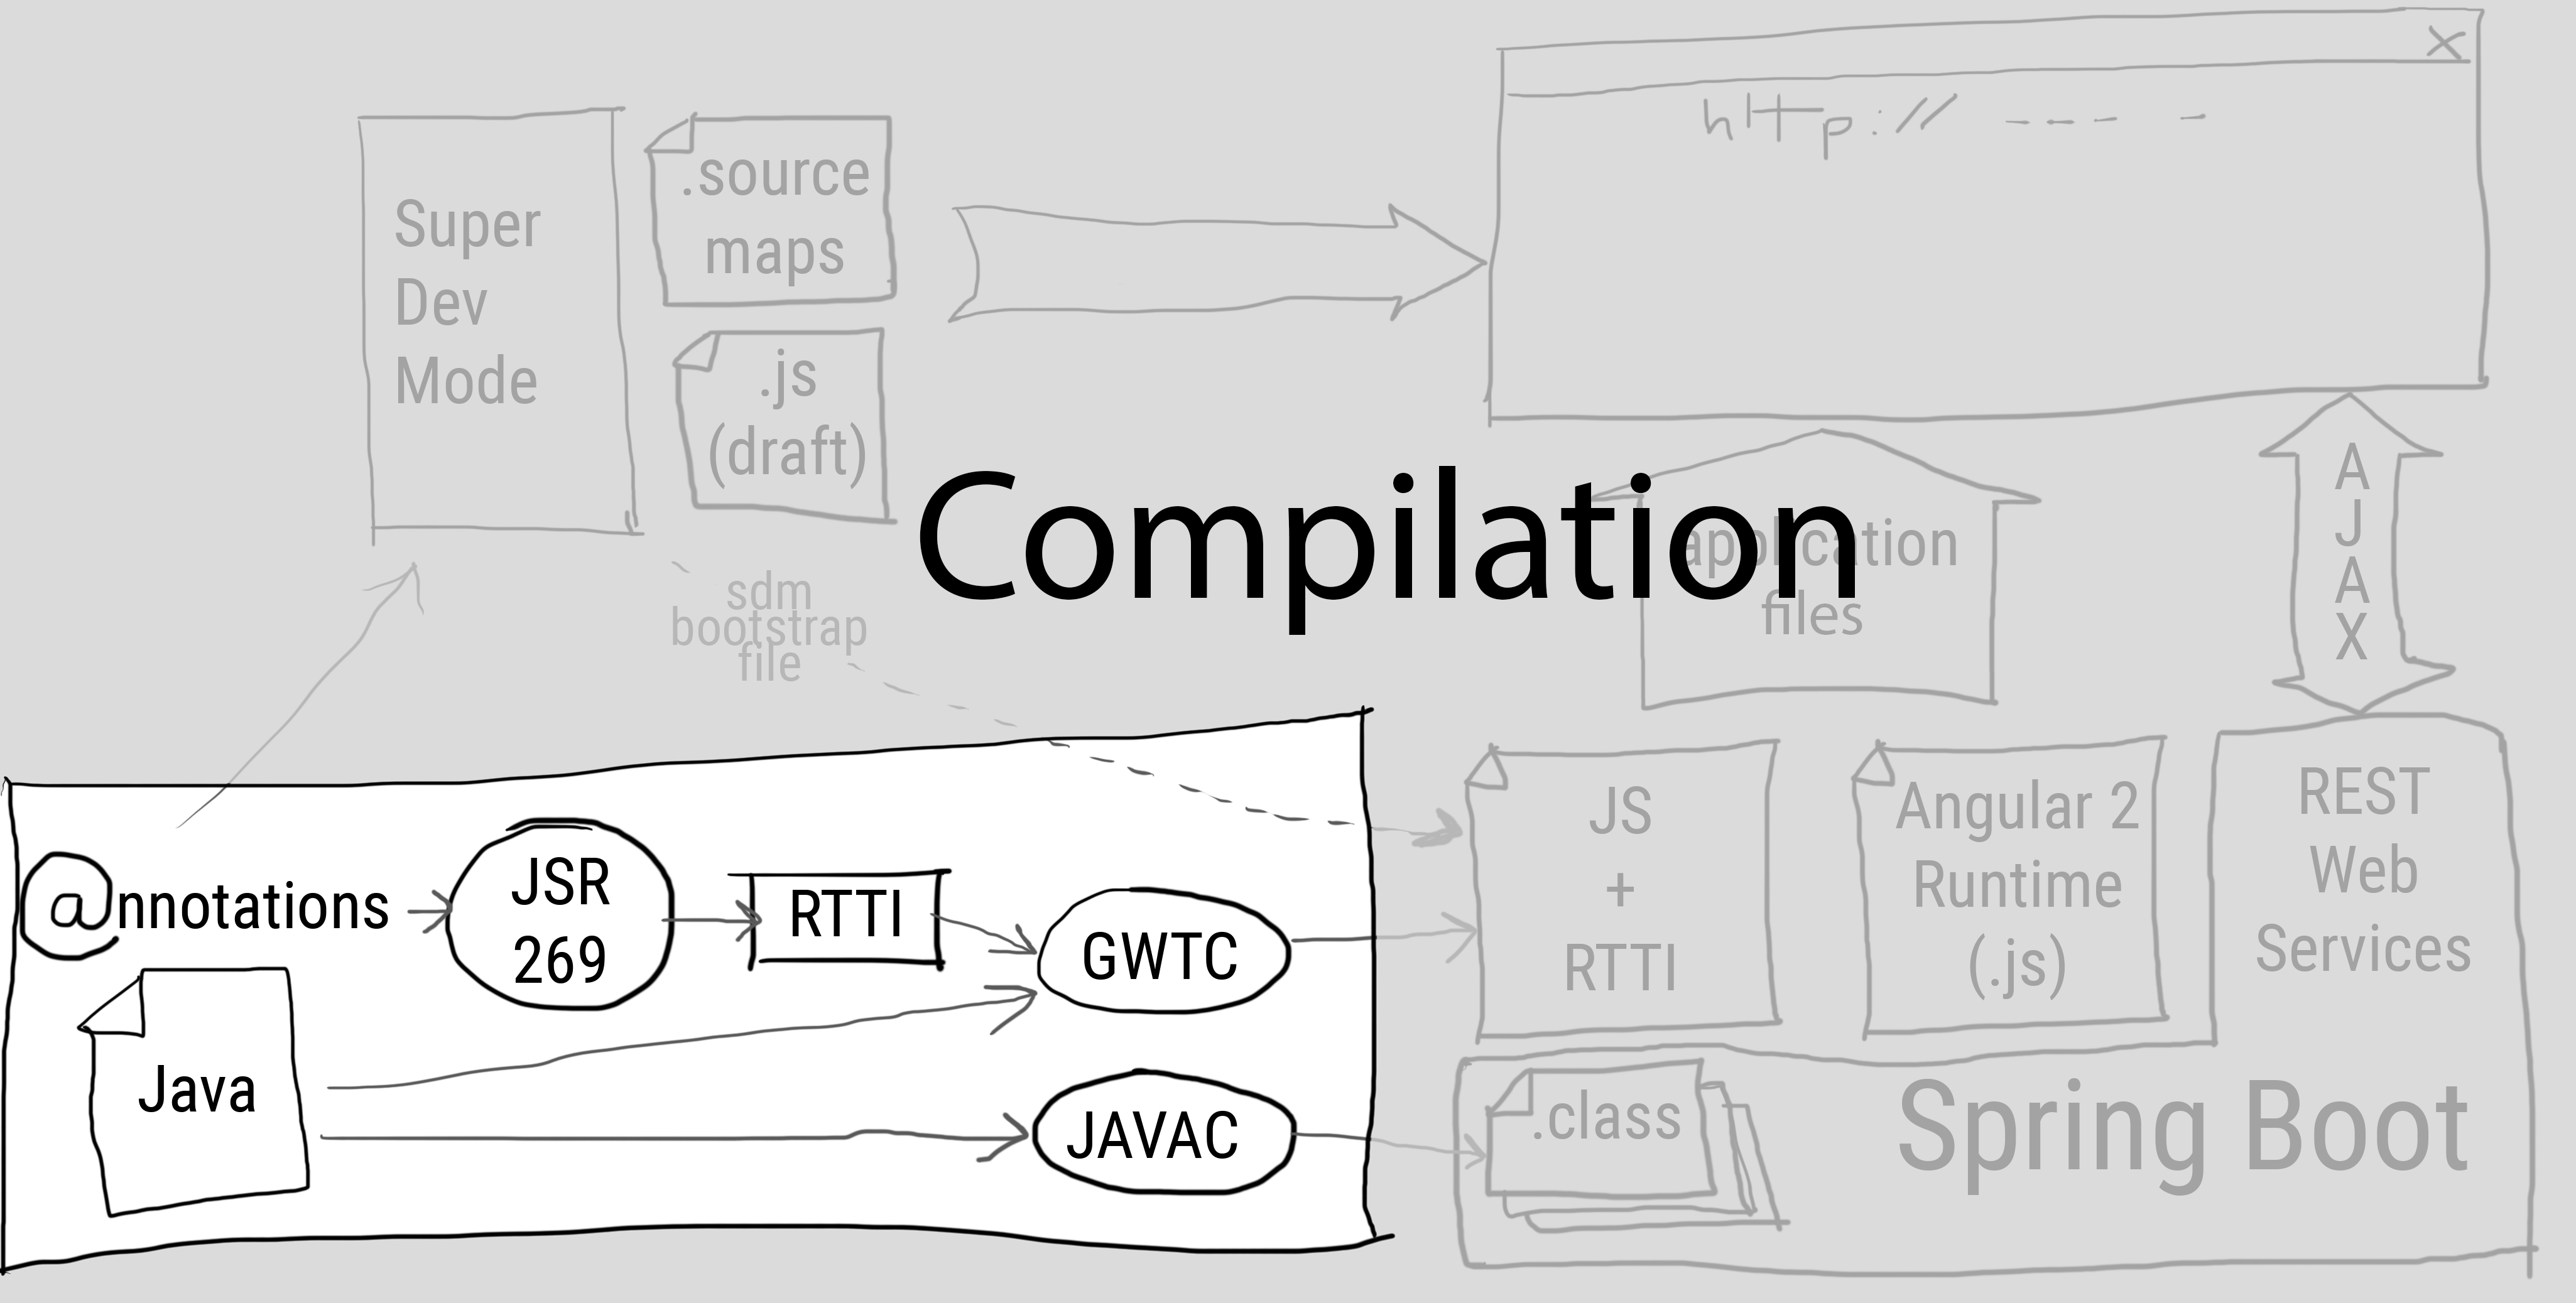 X
http:// -- -- -- --
Super
Dev
Mode
.source
maps
.js
(draft)
Compilation
application
files
A
J
A
X
sdm
bootstrap
file
@nnotations
JSR
269
RTTI
GWTC
Java
JAVAC
JS
+
RTTI
Angular 2
Runtime
(.js)
REST
Web
Services
.class
Spring Boot